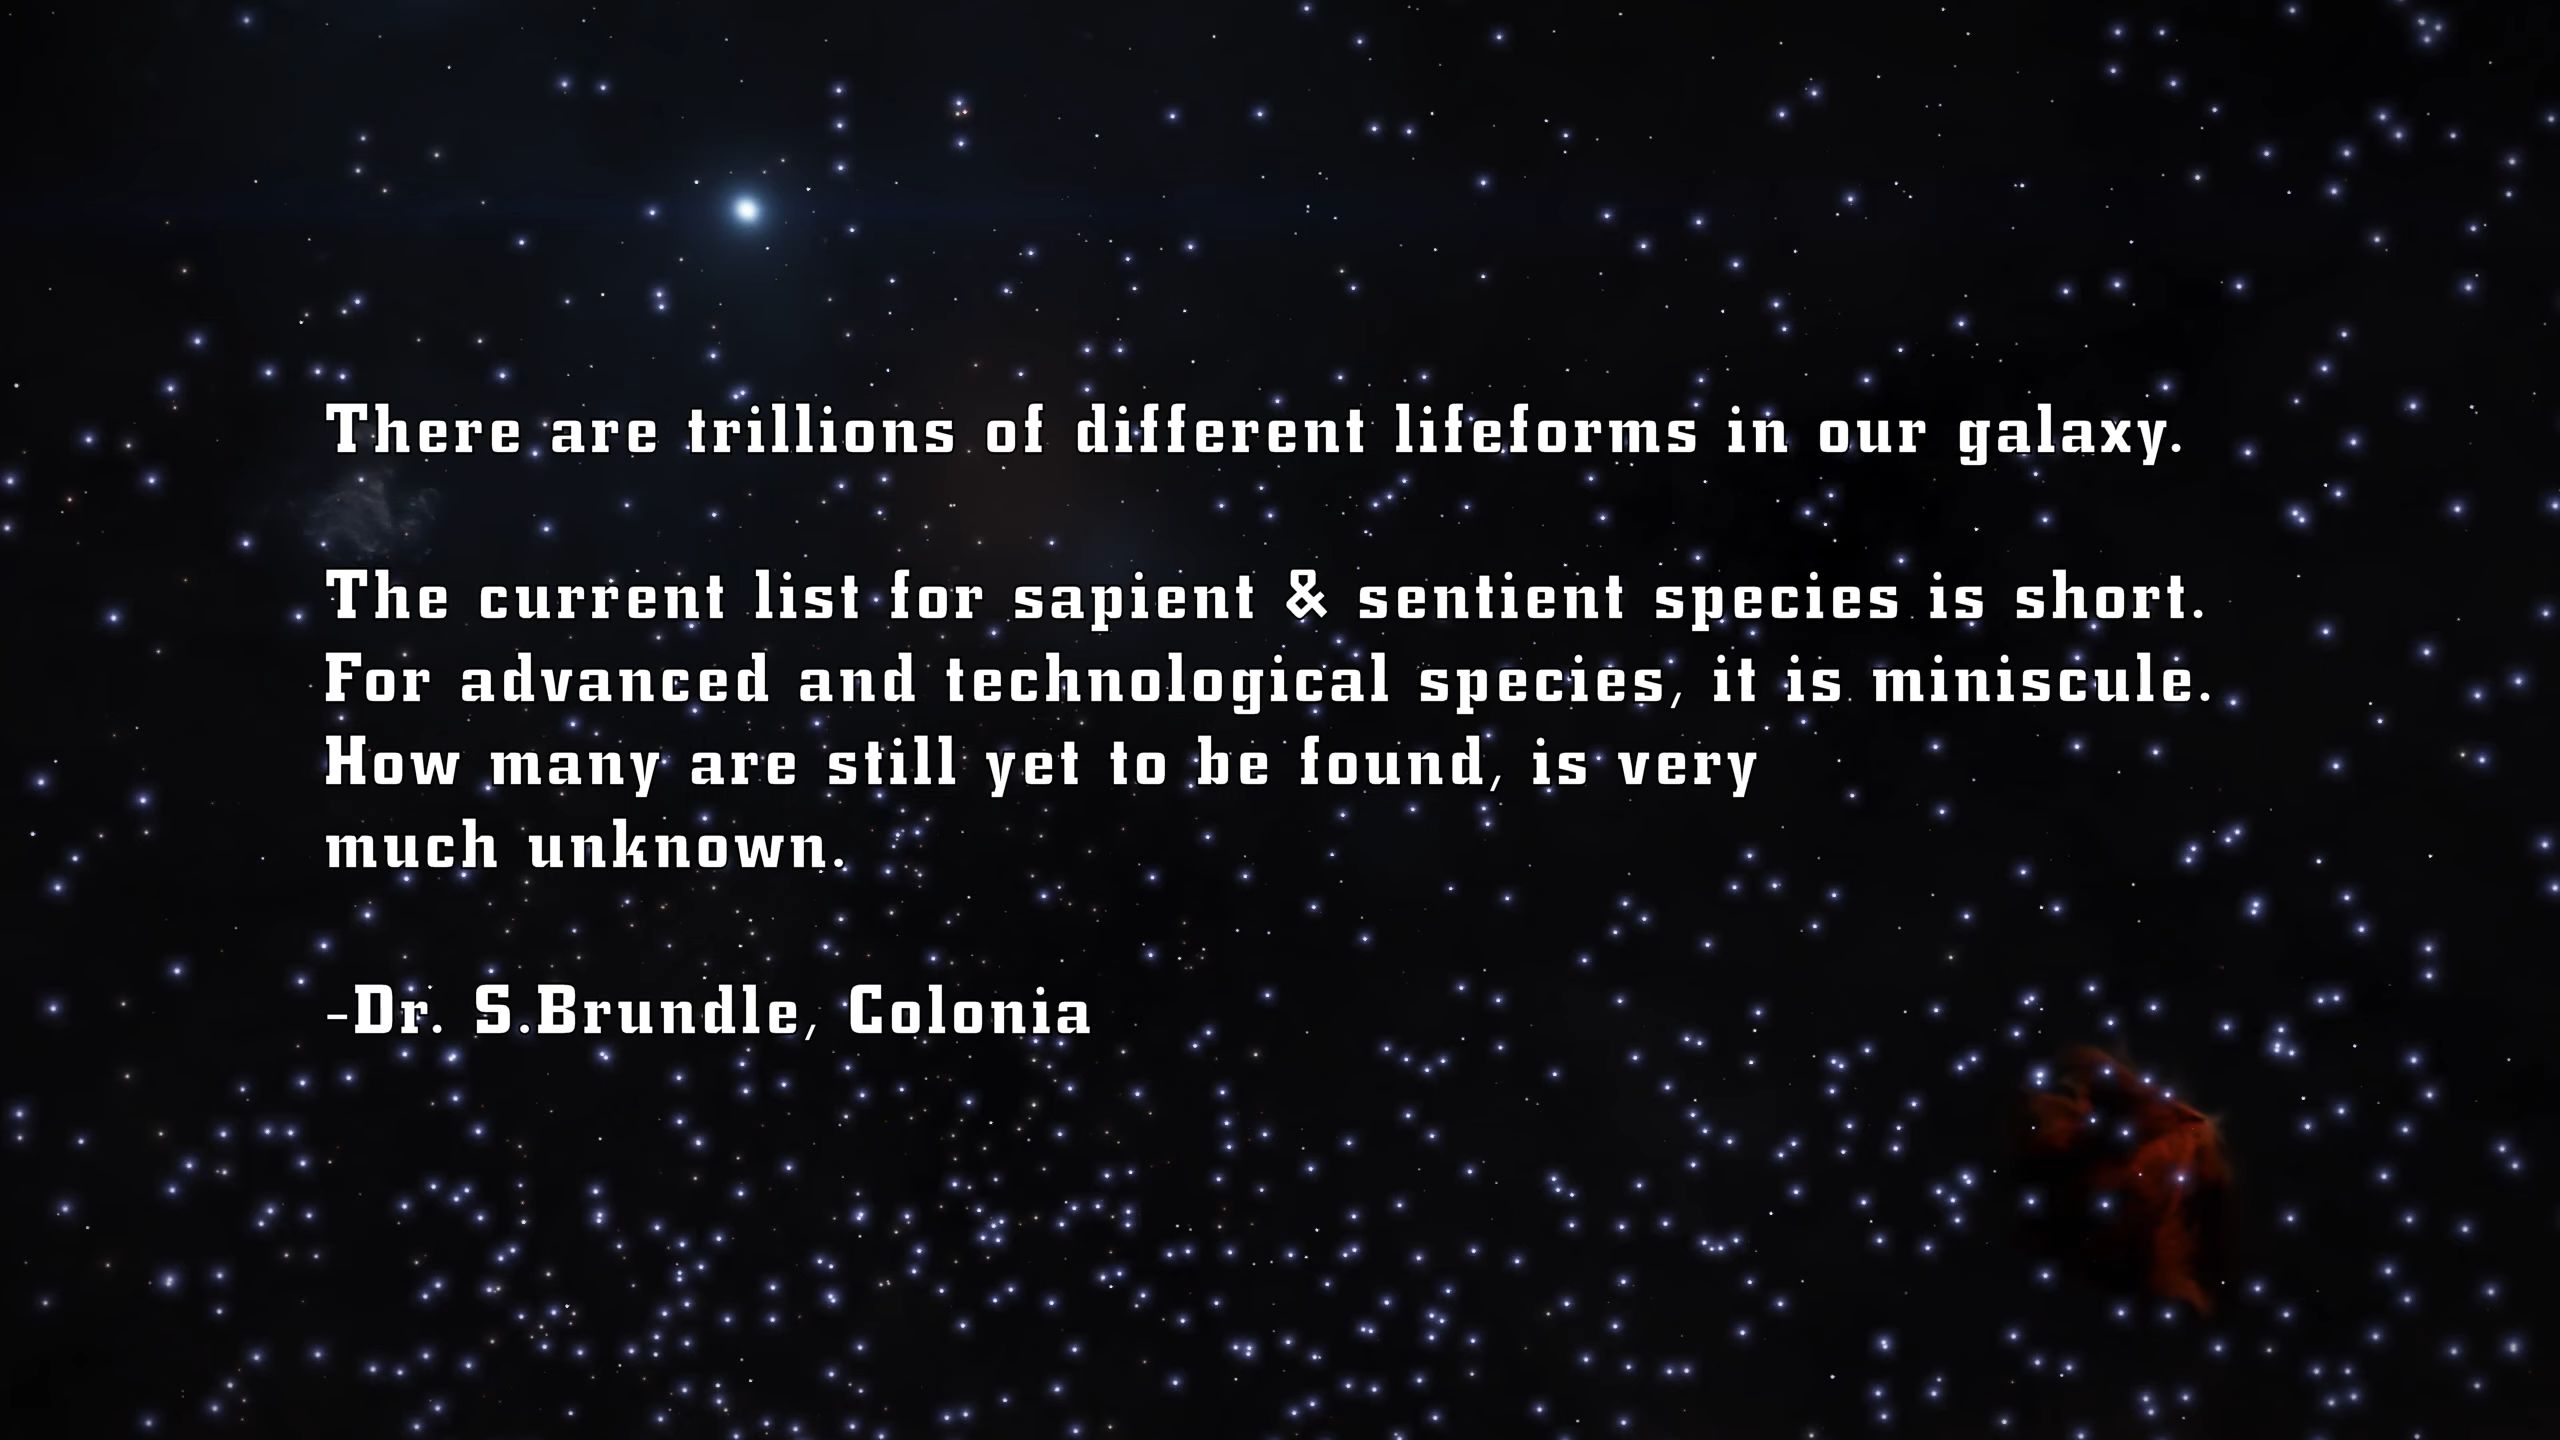 There are trillions of different lifeforms in our galaxy.
The current list for sapient & sentient species is short.
For advanced and technological species, it is miniscule.
How many are still yet to be found, is very
much unknown.
-Dr. S.Brundle, Colonia